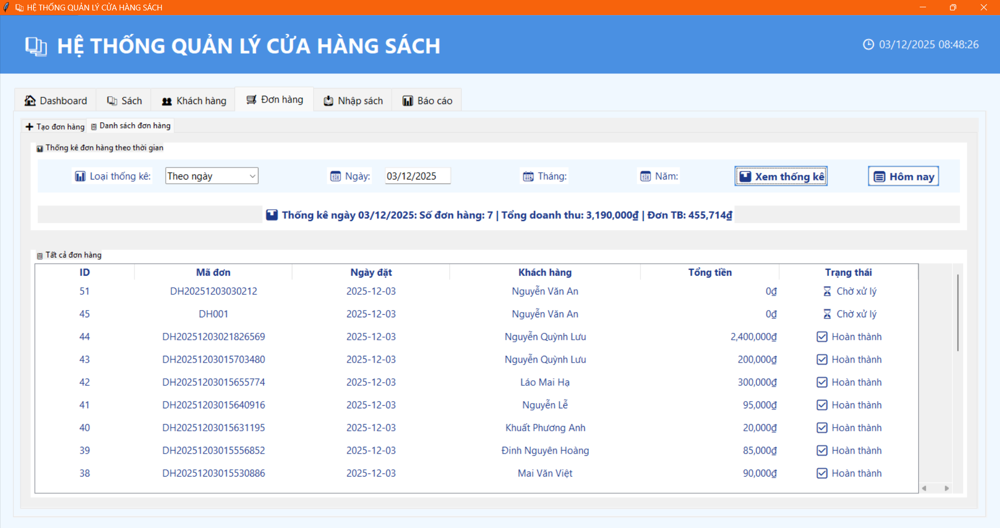 HỆ THỐNG QUẢN LÝ CỬA HÀNG SÁCH
HỆ THỐNG QUẢN LÝ CỬA HÀNG SÁCH
03/12/2025 08:48:26
Dashboard Sách Khách hàng Đơn hàng Nhập sách Báo cáo
Tạo đơn hàng Danh sách đơn hàng
Thống kê đơn hàng theo thời gian
Loại thống kê: Theo ngày Ngày: 03/12/2025 Tháng: Năm: Xem thống kê Hôm nay
Thống kê ngày 03/12/2025: Số đơn hàng: 7 | Tổng doanh thu: 3,190,000₫ | Đơn TB: 455,714₫
Tất cả đơn hàng
ID Mã đơn Ngày đặt Khách hàng Tổng tiền Trạng thái
51 DH20251203030212 2025-12-03 Nguyễn Văn An 0₫ Chờ xử lý
45 DH001 2025-12-03 Nguyễn Văn An 0₫ Chờ xử lý
44 DH20251203021826569 2025-12-03 Nguyễn Quỳnh Lưu 2,400,000₫ Hoàn thành
43 DH20251203015703480 2025-12-03 Nguyễn Quỳnh Lưu 200,000₫ Hoàn thành
42 DH20251203015655774 2025-12-03 Láo Mai Hạ 300,000₫ Hoàn thành
41 DH20251203015640916 2025-12-03 Nguyễn Lễ 95,000₫ Hoàn thành
40 DH20251203015631195 2025-12-03 Khuất Phương Anh 20,000₫ Hoàn thành
39 DH20251203015556852 2025-12-03 Đinh Nguyên Hoàng 85,000₫ Hoàn thành
38 DH20251203015530886 2025-12-03 Mai Văn Việt 90,000₫ Hoàn thành